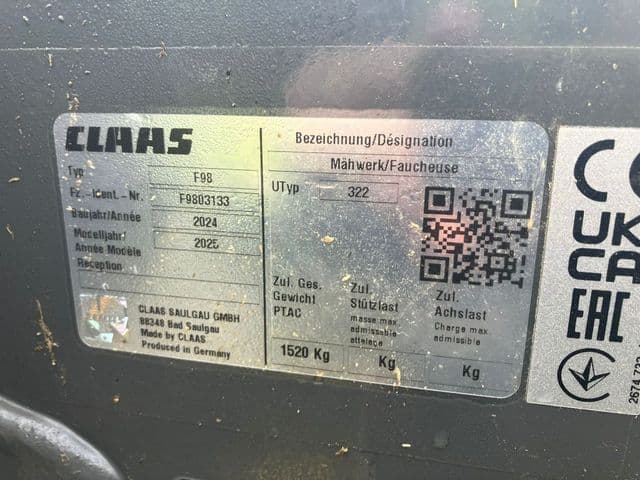 CLAAS
Typ F98
Fz.-Ident.-Nr. F9803133
Baujahr/Année 2024
Modelljahr/
Année Modèle 2025
Reception
CLAAS SAULGAU GMBH
88348 Bad Saulgau
Made by CLAAS
Produced in Germany
Bezeichnung/Désignation
Mähwerk/Faucheuse
UTyp 322
Zul. Ges.
Gewicht
PTAC
1520 Kg
Zul.
Stützlast
masse max
admissible
attelage
Kg
Zul.
Achslast
Charge max
admissible
Kg
C
UK
CA
EAC